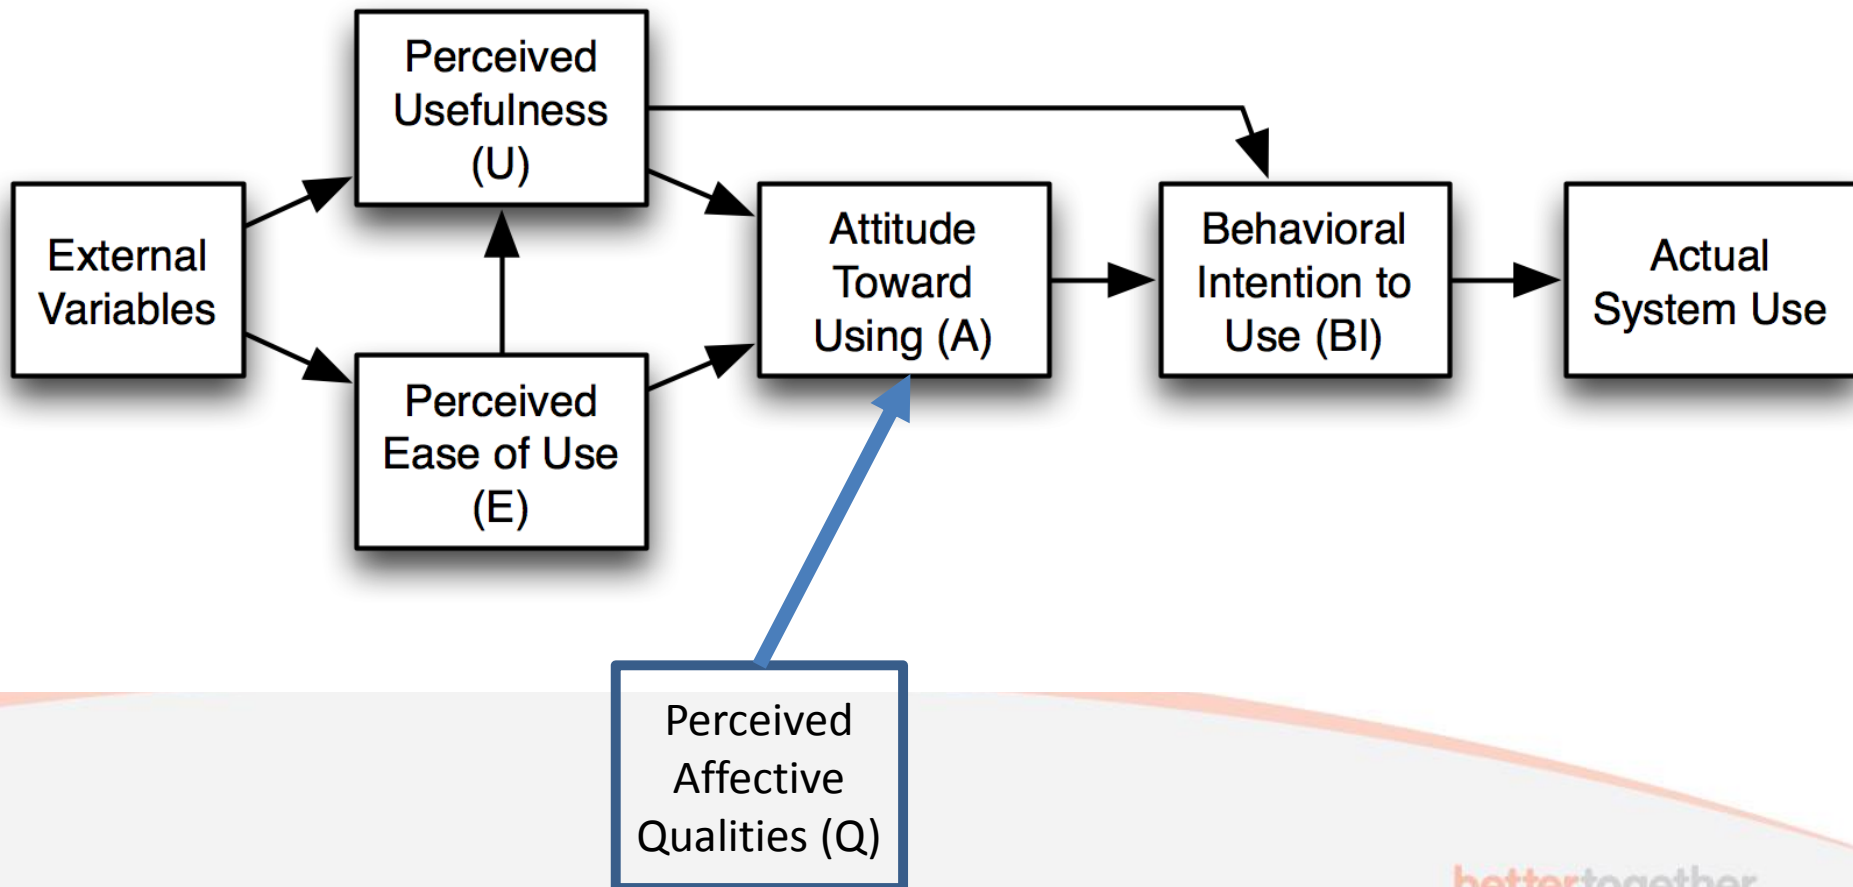 Perceived
Usefulness
(U)
External
Variables
Perceived
Ease of Use
(E)
Attitude
Toward
Using (A)
Behavioral
Intention to
Use (BI)
Actual
System Use
Perceived
Affective
Qualities (Q)
bettertogether